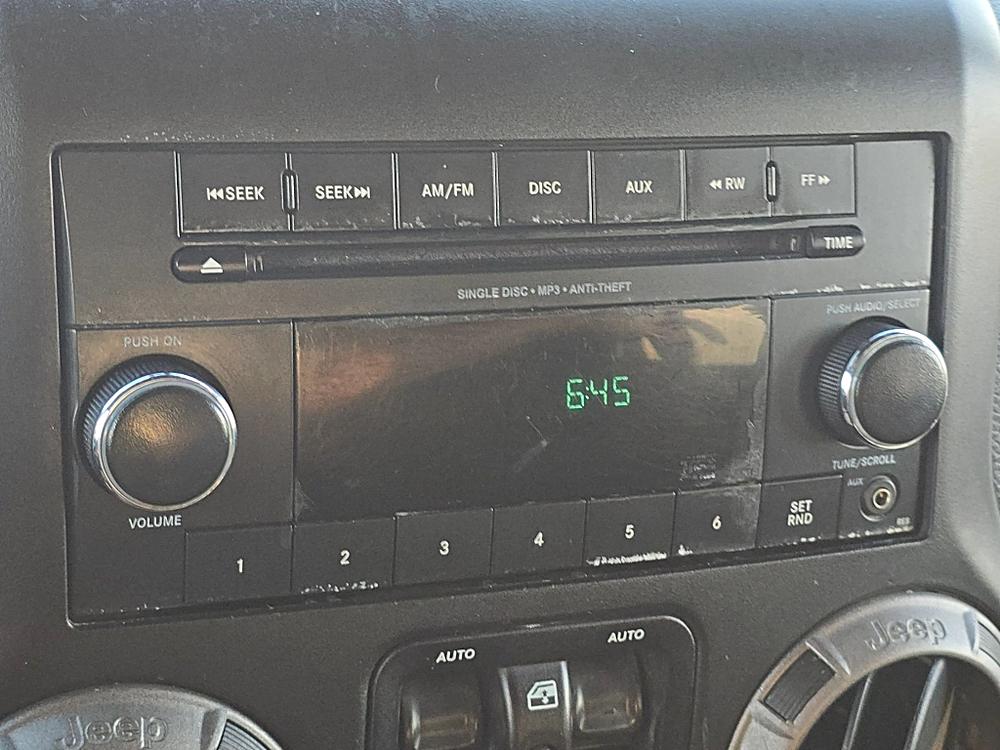 SEEK
SEEK
AM/FM
DISC
AUX
RW
FF
TIME
SINGLE DISC • MP3 • ANTI-THEFT
PUSH ON
PUSH AUDIO/SELECT
6:45
VOLUME
TUNE/SCROLL
AUX
1
2
3
4
5
6
SET
RND
RES
AUTO
AUTO
Jeep
Jeep